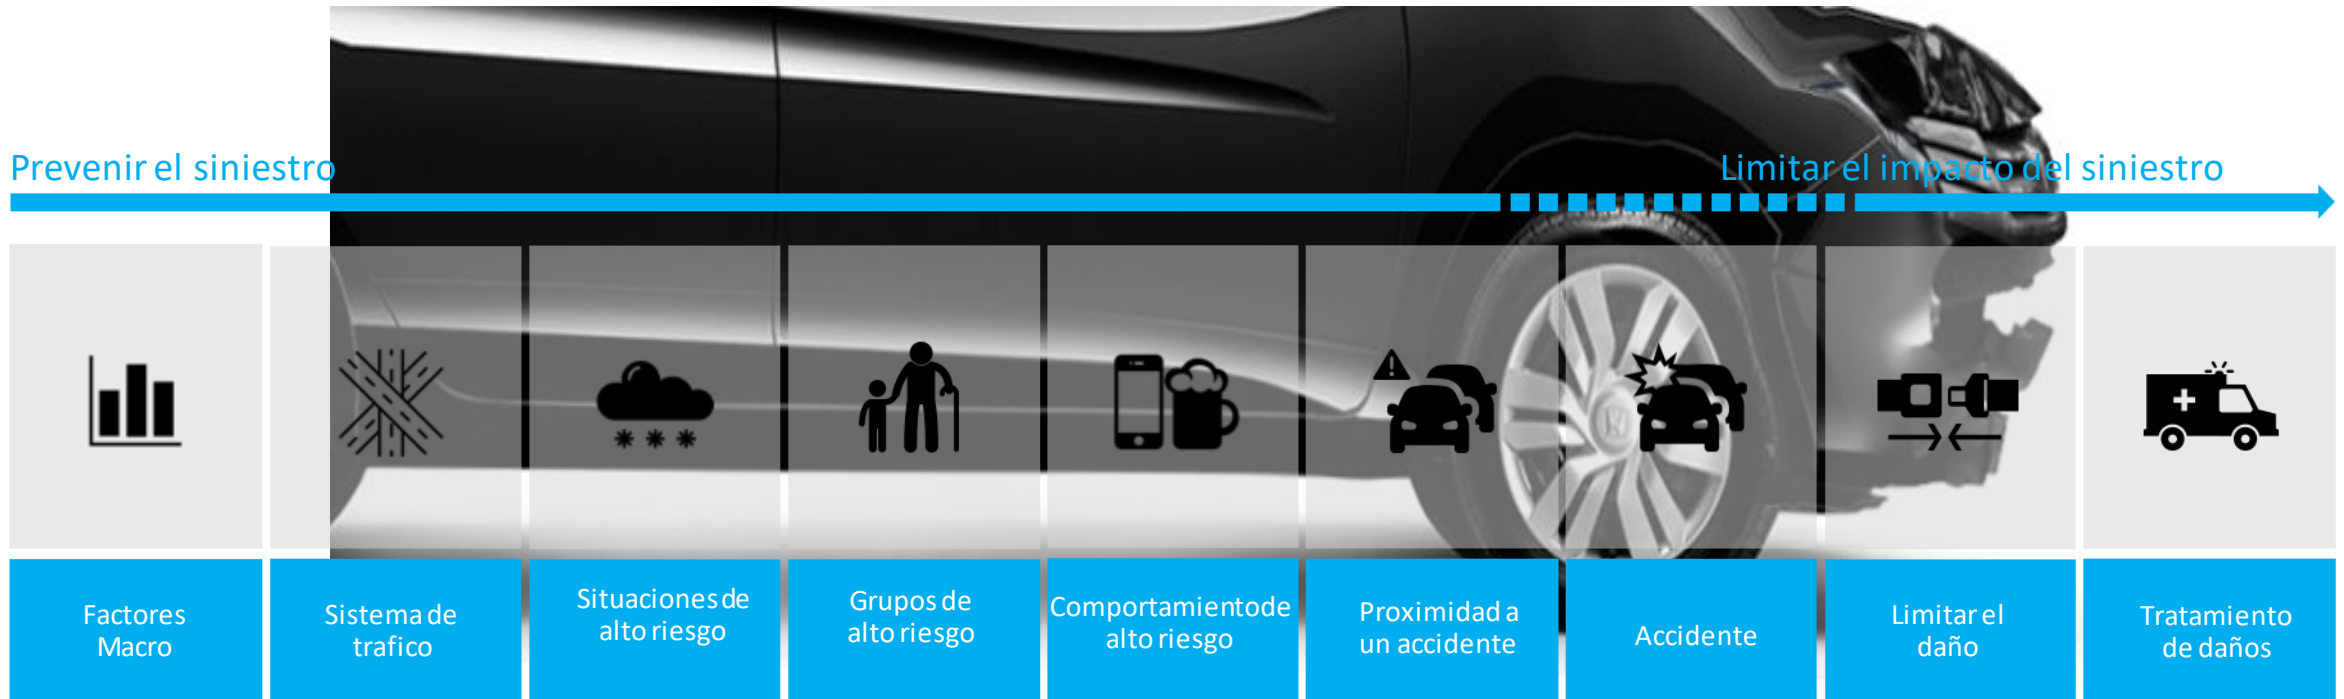 Prevenir el siniestro
Limitar el impacto del siniestro
Factores
Macro
Sistema de
trafico
Situaciones de
alto riesgo
Grupos de
alto riesgo
Comportamiento de
alto riesgo
Proximidad a
un accidente
Accidente
Limitar el
daño
Tratamiento
de daños